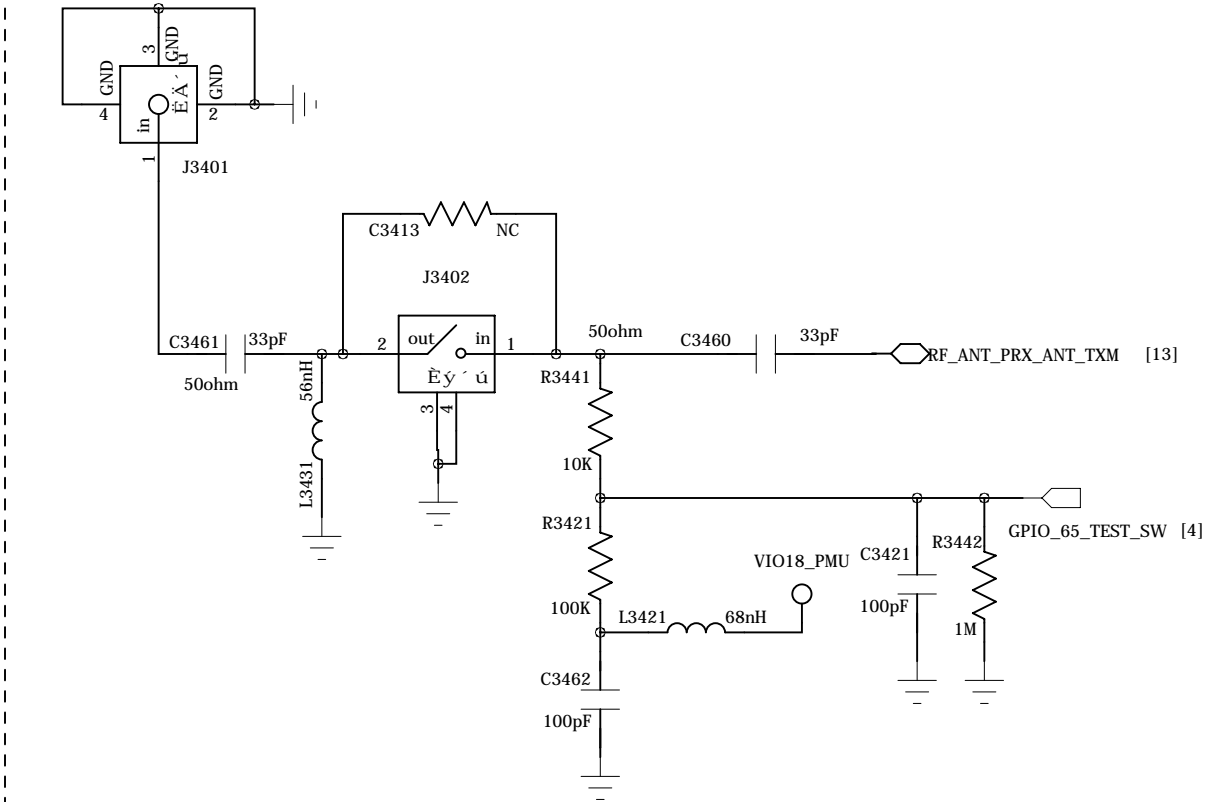 GND
3
GND
GND
4
in
ËÄ´ú
2
1
J3401
C3413
NC
J3402
C3461
33pF
50ohm
56nH
L3431
2
out
in
1
Èý´ú
3
4
50ohm
C3460
33pF
RF_ANT_PRX_ANT_TXM [13]
R3441
10K
R3421
100K
GPIO_65_TEST_SW [4]
VIO18_PMU
C3421
100pF
R3442
1M
L3421
68nH
C3462
100pF